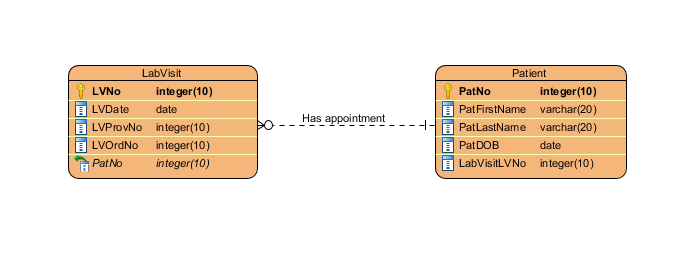 LabVisit
LVNo integer(10)
LVDate date
LVProvNo integer(10)
LVOrdNo integer(10)
PatNo integer(10)
Has appointment
Patient
PatNo integer(10)
PatFirstName varchar(20)
PatLastName varchar(20)
PatDOB date
LabVisitLVNo integer(10)